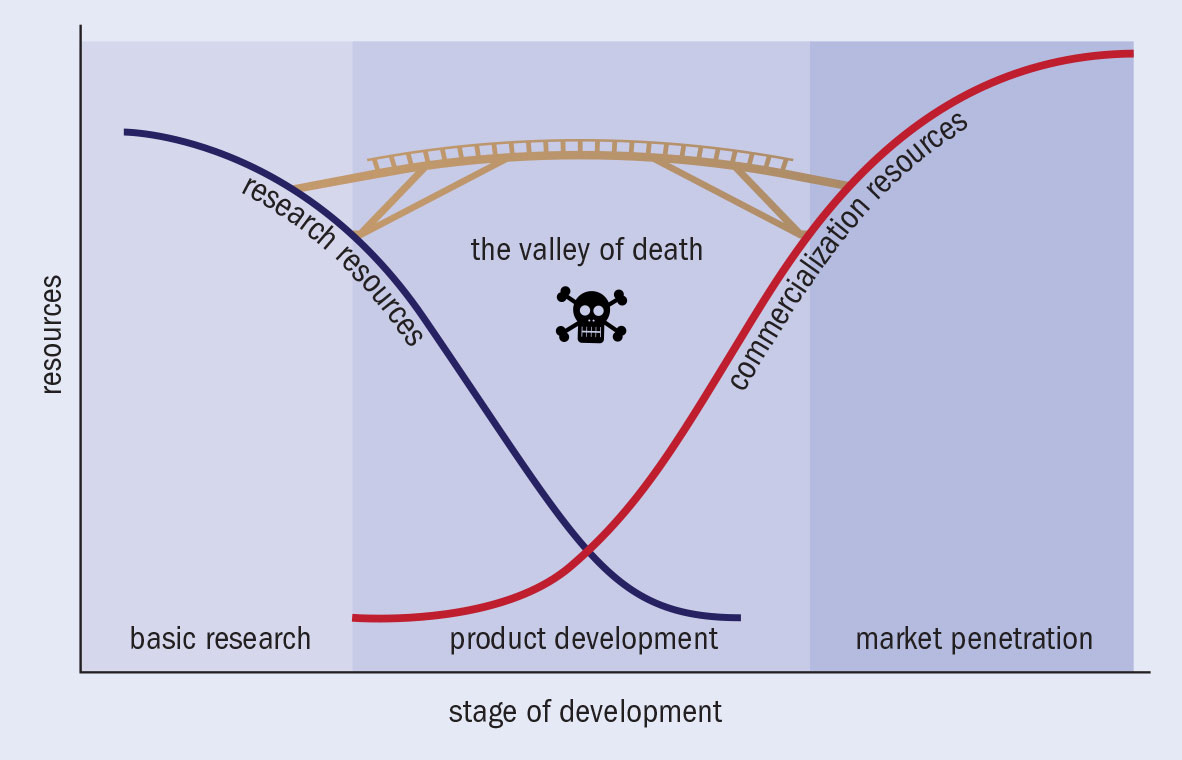 research resources
the valley of death
commercialization resources
resources
basic research
product development
market penetration
stage of development